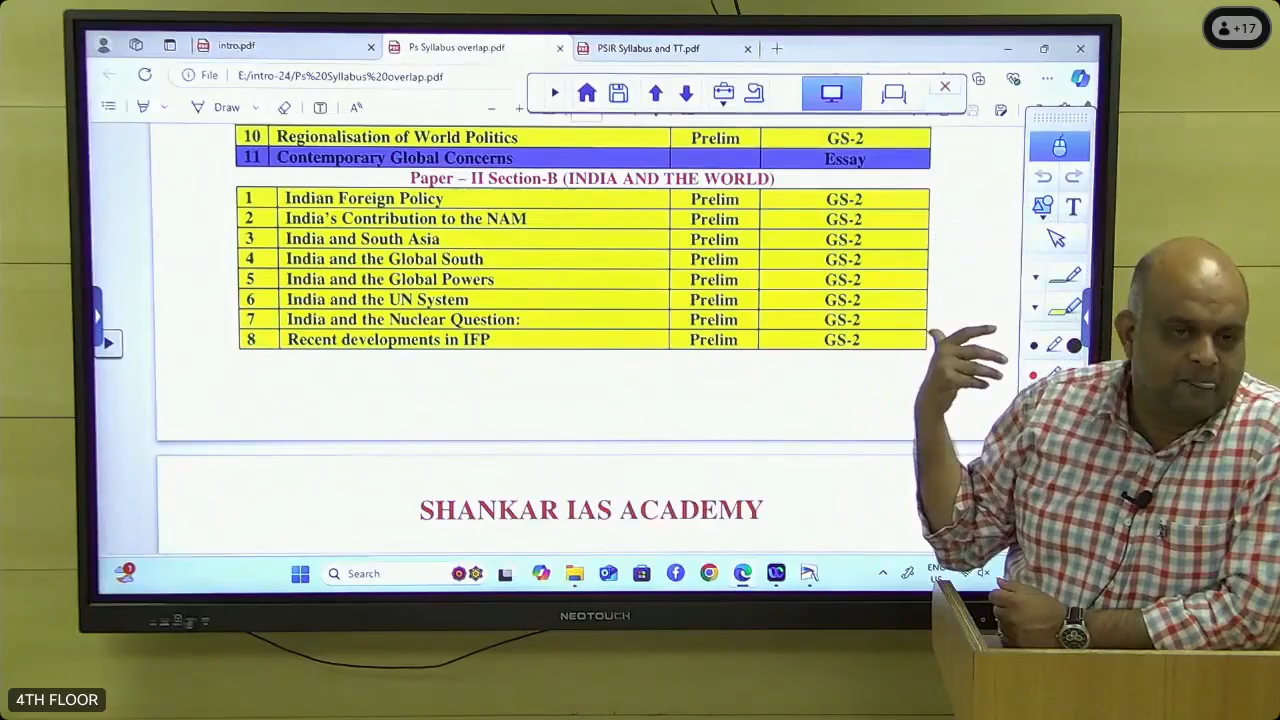 +17
intro.pdf
Ps Syllabus overlap.pdf
PSIR Syllabus and TT.pdf
File E:/intro-24/Ps%20Syllabus%20overlap.pdf
Draw
10 Regionalisation of World Politics Prelim GS-2
11 Contemporary Global Concerns Essay
Paper – II Section-B (INDIA AND THE WORLD)
1 Indian Foreign Policy Prelim GS-2
2 India's Contribution to the NAM Prelim GS-2
3 India and South Asia Prelim GS-2
4 India and the Global South Prelim GS-2
5 India and the Global Powers Prelim GS-2
6 India and the UN System Prelim GS-2
7 India and the Nuclear Question: Prelim GS-2
8 Recent developments in IFP Prelim GS-2
SHANKAR IAS ACADEMY
Search
US
NEOTOUCH
4TH FLOOR